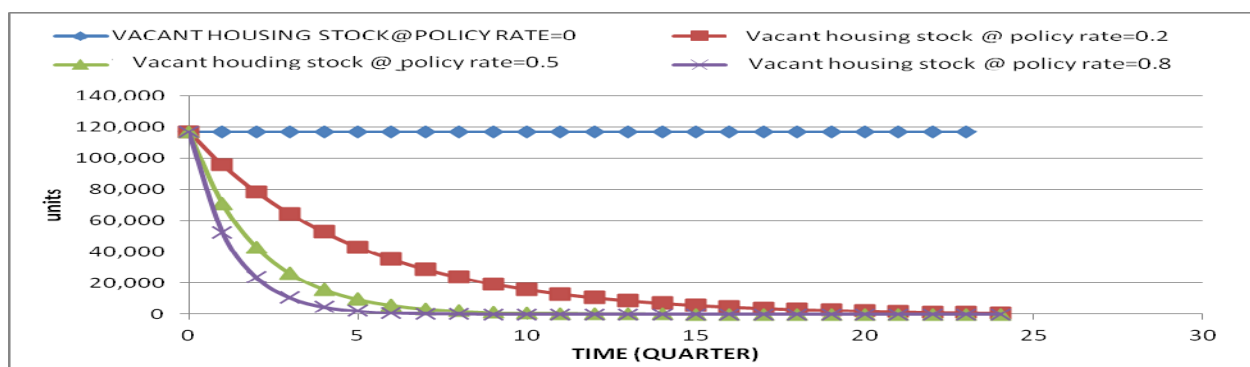 VACANT HOUSING STOCK@POLICY RATE=0 Vacant housing stock @ policy rate=0.2
Vacant houding stock @ policy rate=0.5 Vacant housing stock @ policy rate=0.8
140,000
120,000
100,000
80,000
60,000
40,000
20,000
0
units
0 5 10 15 20 25 30
TIME (QUARTER)